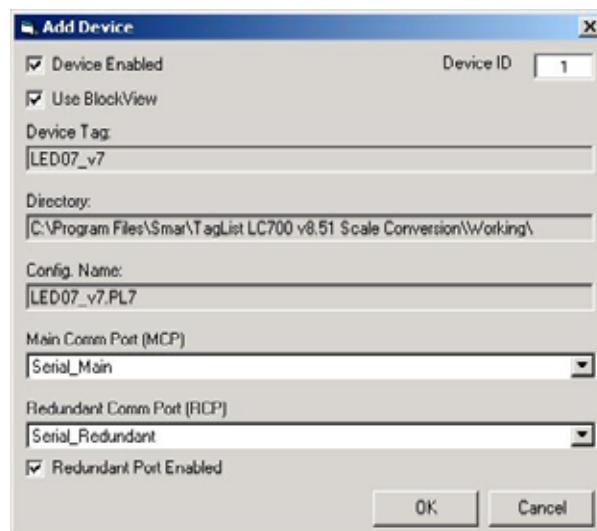 Add Device
Device Enabled Device ID 1
Use BlockView
Device Tag:
LED07_v7
Directory:
C:\Program Files\Smar\TagList LC700 v8.51 Scale Conversion\\Working\
Config. Name:
LED07_v7.PL7
Main Comm Port (MCP)
Serial_Main
Redundant Comm Port (RCP)
Serial_Redundant
Redundant Port Enabled
OK Cancel